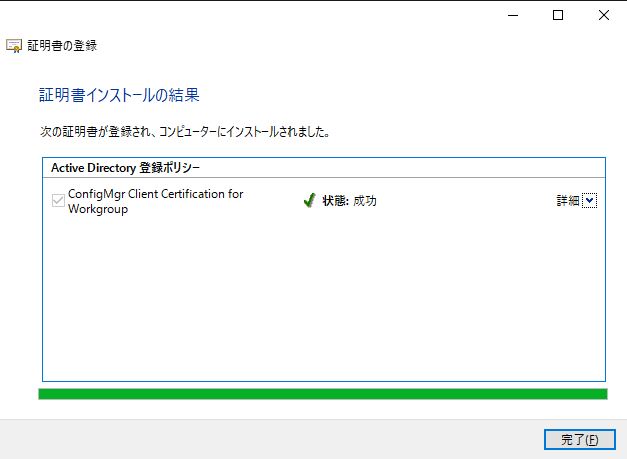 証明書の登録
証明書インストールの結果
次の証明書が登録され、コンピューターにインストールされました。
Active Directory 登録ポリシー
ConfigMgr Client Certification for
Workgroup
状態: 成功
詳細
完了(F)